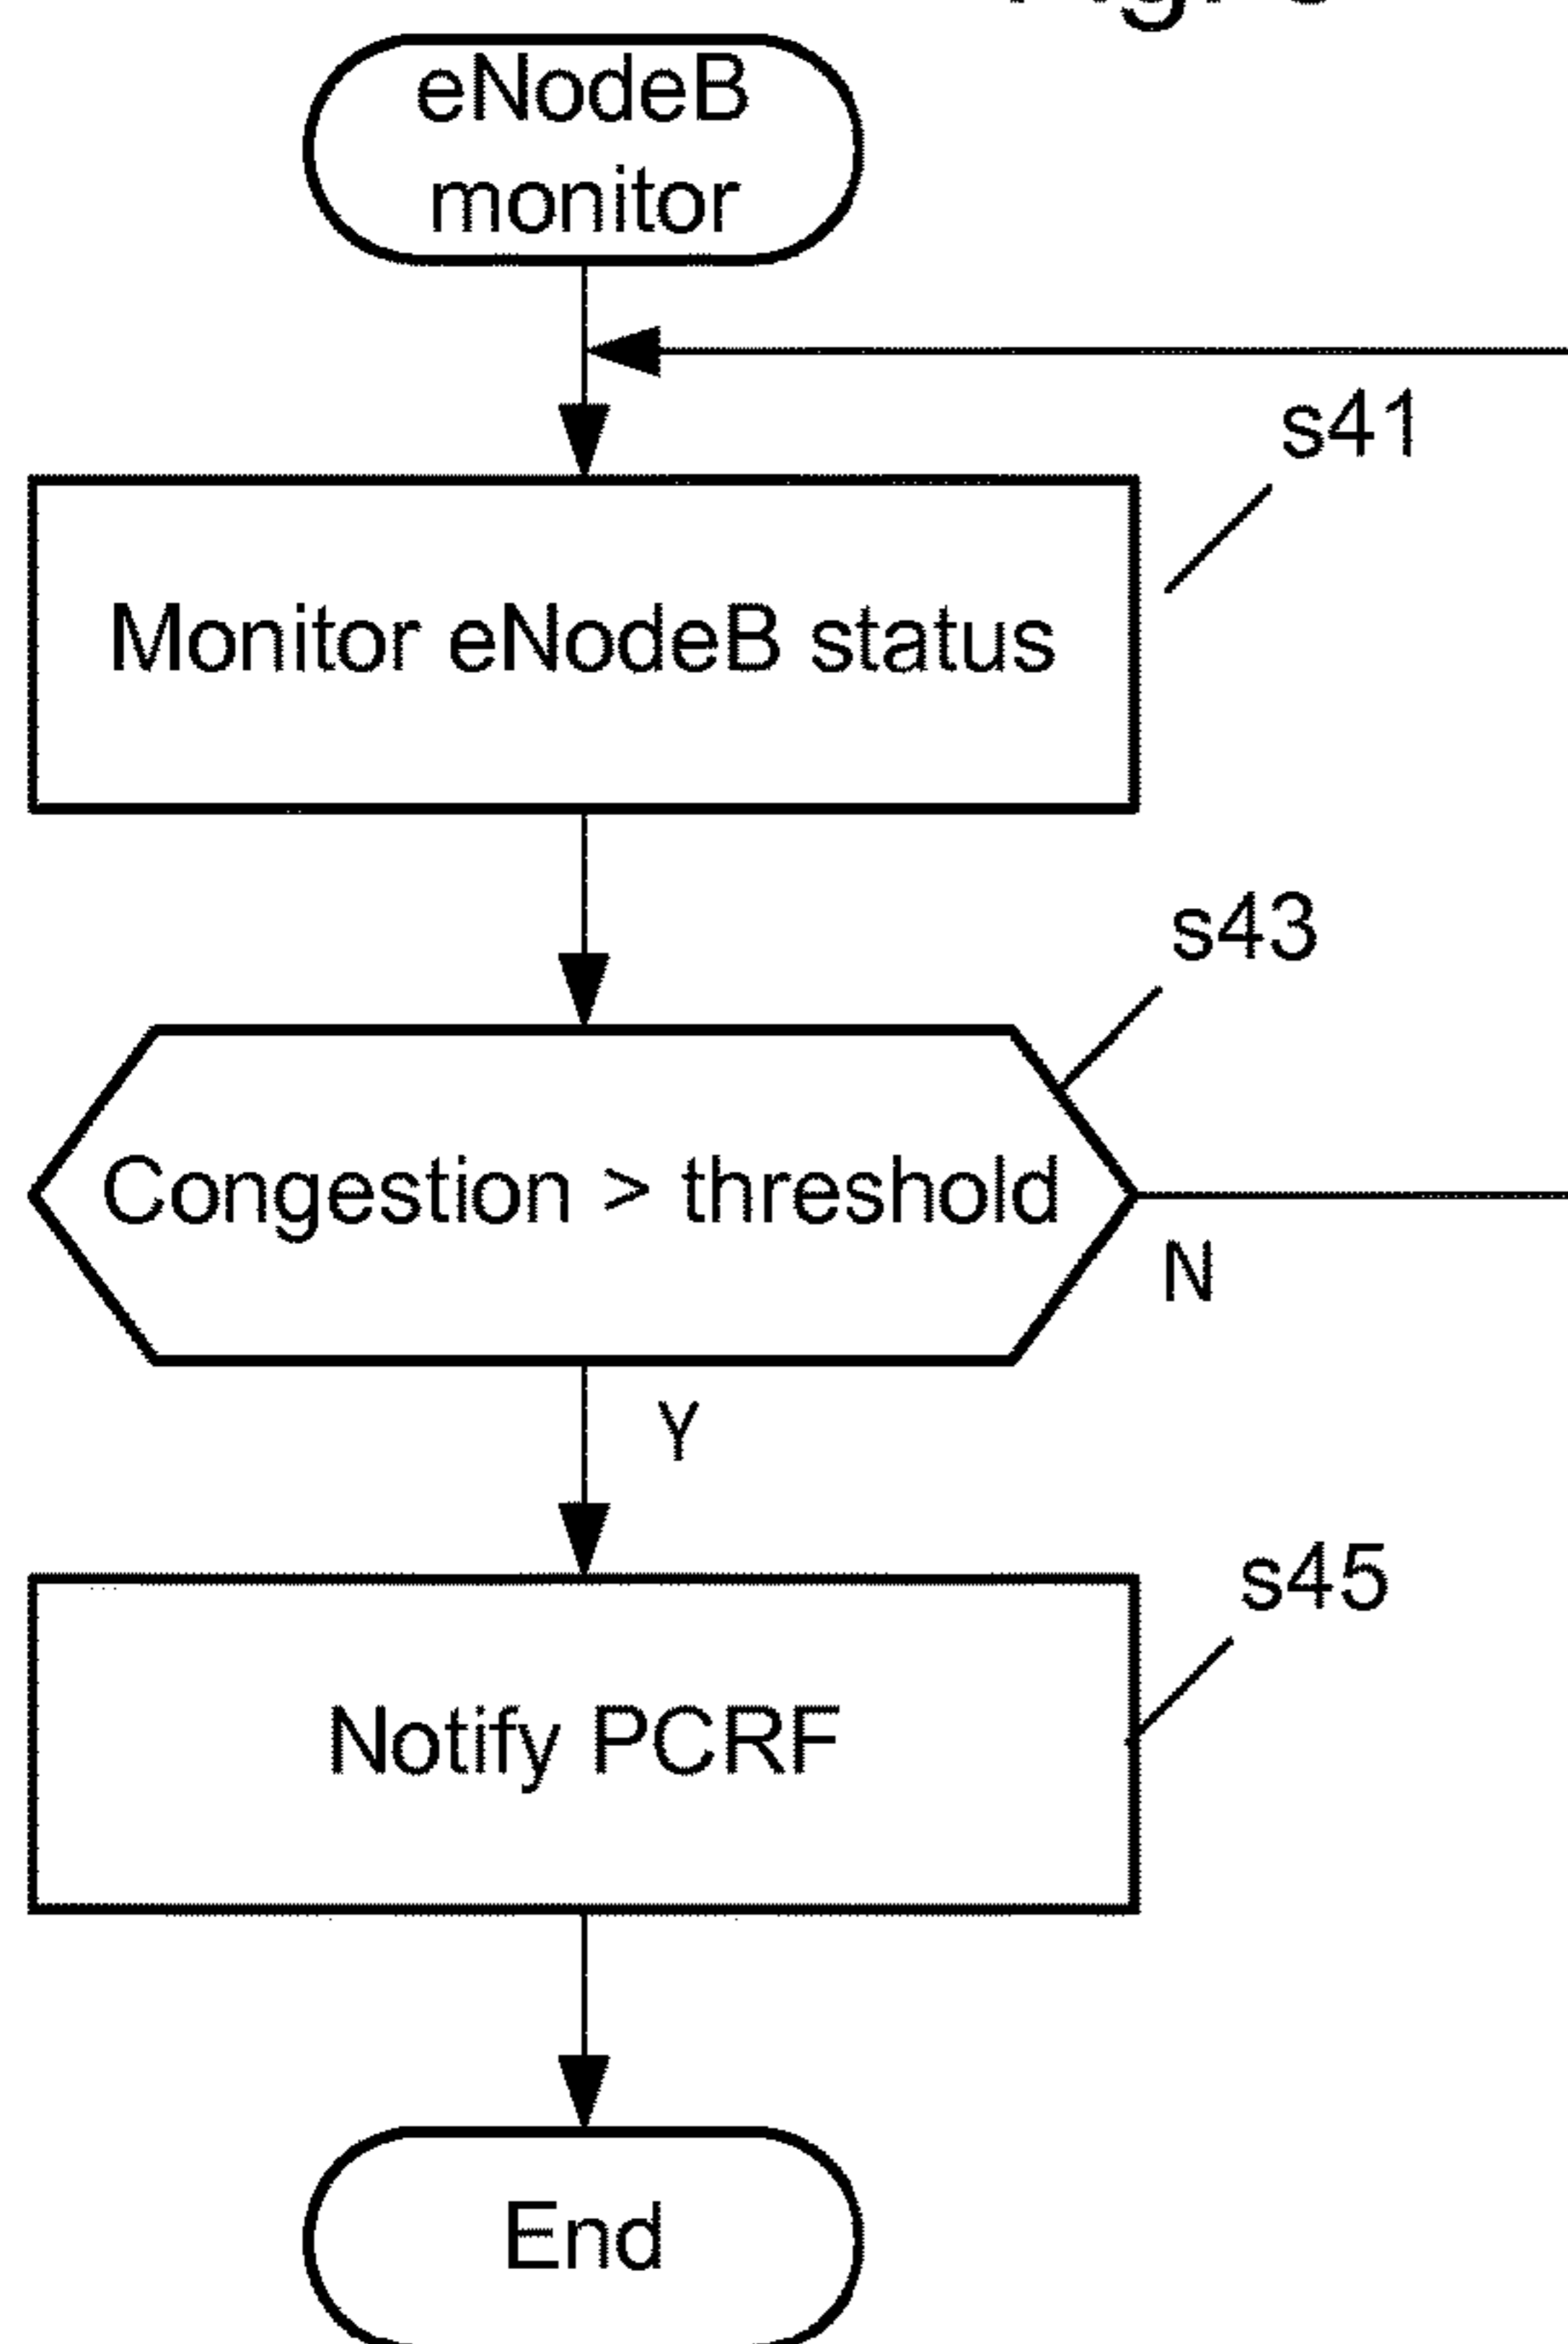 eNodeB
monitor
s41
Monitor eNodeB status
s43
Congestion > threshold
N
Y
s45
Notify PCRF
End